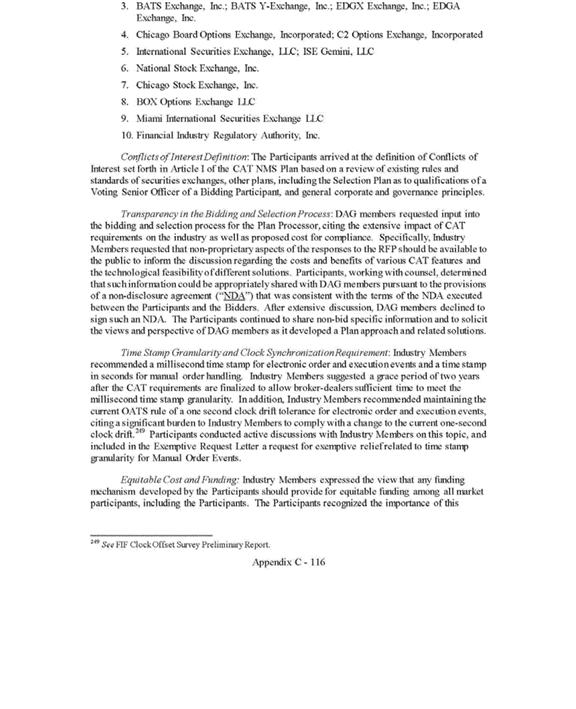 3. BATS Exchange, Inc.; BATS Y-Exchange, Inc.; EDGX Exchange, Inc.; EDGA
Exchange, Inc.
4. Chicago Board Options Exchange, Incorporated; C2 Options Exchange, Incorporated
5. International Securities Exchange, LLC; ISE Gemini, LLC
6. National Stock Exchange, Inc.
7. Chicago Stock Exchange, Inc.
8. BOX Options Exchange LLC
9. Miami International Securities Exchange LLC
10. Financial Industry Regulatory Authority, Inc.
Conflicts of Interest Definition: The Participants arrived at the definition of Conflicts of
Interest set forth in Article I of the CAT NMS Plan based on a review of existing rules and
standards of securities exchanges, other plans, including the Selection Plan as to qualifications of a
Voting Senior Officer of a Bidding Participant, and general corporate and governance principles.
Transparency in the Bidding and Selection Process: DAG members requested input into
the bidding and selection process for the Plan Processor, citing the extensive impact of CAT
requirements on the industry as well as proposed cost for compliance. Specifically, Industry
Members requested that non-proprietary aspects of the responses to the RFP should be available to
the public to inform the discussion regarding the costs and benefits of various CAT features and
the technological feasibility of different solutions. Participants, working with counsel, determined
that such information could be appropriately shared with DAG members pursuant to the provisions
of a non-disclosure agreement (“NDA”) that was consistent with the terms of the NDA executed
between the Participants and the Bidders. After extensive discussion, DAG members declined to
sign such an NDA. The Participants continued to share non-bid specific information and to solicit
the views and perspective of DAG members as it developed a Plan approach and related solutions.
Time Stamp Granularity and Clock Synchronization Requirement: Industry Members
recommended a millisecond time stamp for electronic order and execution events and a time stamp
in seconds for manual order handling. Industry Members suggested a grace period of two years
after the CAT requirements are finalized to allow broker-dealers sufficient time to meet the
millisecond time stamp granularity. In addition, Industry Members recommended maintaining the
current OATS rule of a one second clock drift tolerance for electronic order and execution events,
citing a significant burden to Industry Members to comply with a change to the current one-second
clock drift.249 Participants conducted active discussions with Industry Members on this topic, and
included in the Exemptive Request Letter a request for exemptive relief related to time stamp
granularity for Manual Order Events.
Equitable Cost and Funding: Industry Members expressed the view that any funding
mechanism developed by the Participants should provide for equitable funding among all market
participants, including the Participants. The Participants recognized the importance of this
249 See FIF Clock Offset Survey Preliminary Report.
Appendix C - 116